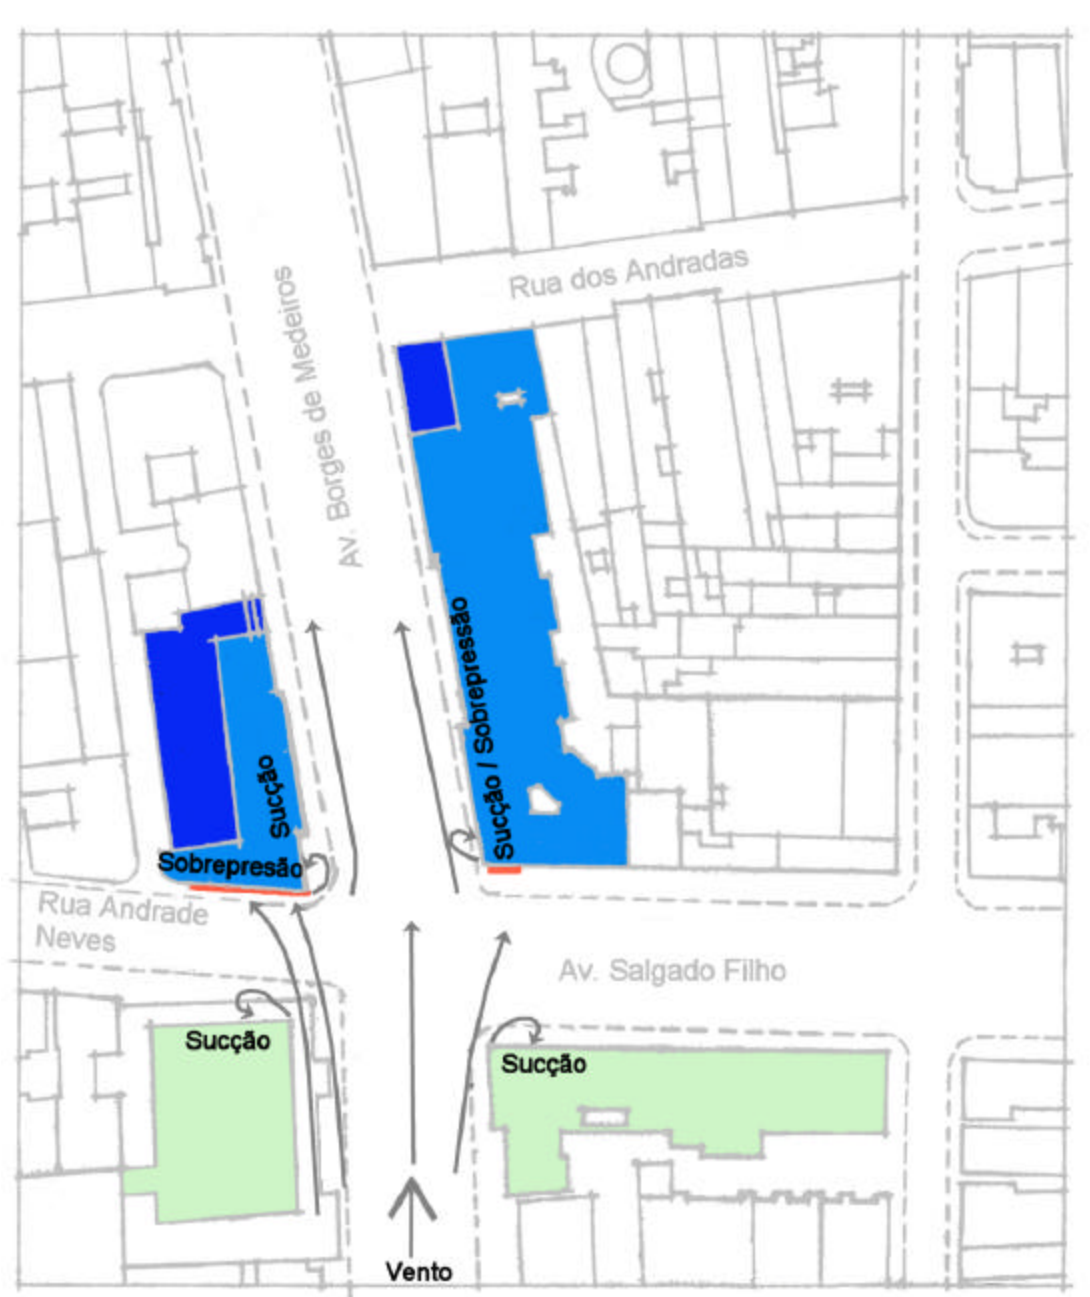 Rua dos Andradas
Av. Borges de Medeiros
Sucção / Sobrepressão
Sucção
Sobrepresão
Rua Andrade
Neves
Av. Salgado Filho
Sucção
Sucção
Vento